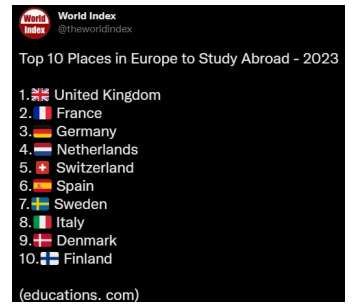 World
Index
World Index
@theworldindex
Top 10 Places in Europe to Study Abroad - 2023
1. United Kingdom
2. France
3. Germany
4. Netherlands
5. Switzerland
6. Spain
7. Sweden
8. Italy
9. Denmark
10. Finland
(educations. com)